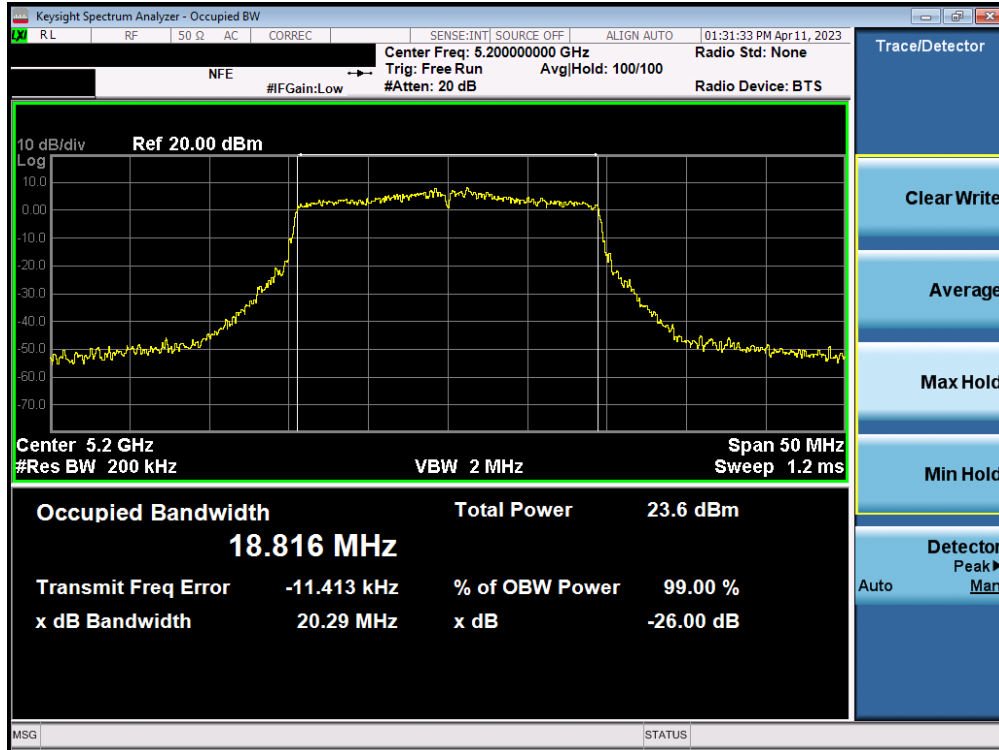 Keysight Spectrum Analyzer - Occupied BW
LXI RL RF 50 Ω AC CORREC SENSE:INT SOURCE OFF ALIGN AUTO 01:31:33 PM Apr 11, 2023
Center Freq: 5.200000000 GHz Radio Std: None
NFE Trig: Free Run Avg|Hold: 100/100
#IFGain:Low #Atten: 20 dB Radio Device: BTS
10 dB/div Ref 20.00 dBm
Log
10.0
0.00
-10.0
-20.0
-30.0
-40.0
-50.0
-60.0
-70.0
Center 5.2 GHz Span 50 MHz
#Res BW 200 kHz VBW 2 MHz Sweep 1.2 ms
Occupied Bandwidth Total Power 23.6 dBm
18.816 MHz
Transmit Freq Error -11.413 kHz % of OBW Power 99.00 %
x dB Bandwidth 20.29 MHz x dB -26.00 dB
Trace/Detector
Clear Write
Average
Max Hold
Min Hold
Detector
Peak▶
Auto Man
MSG STATUS